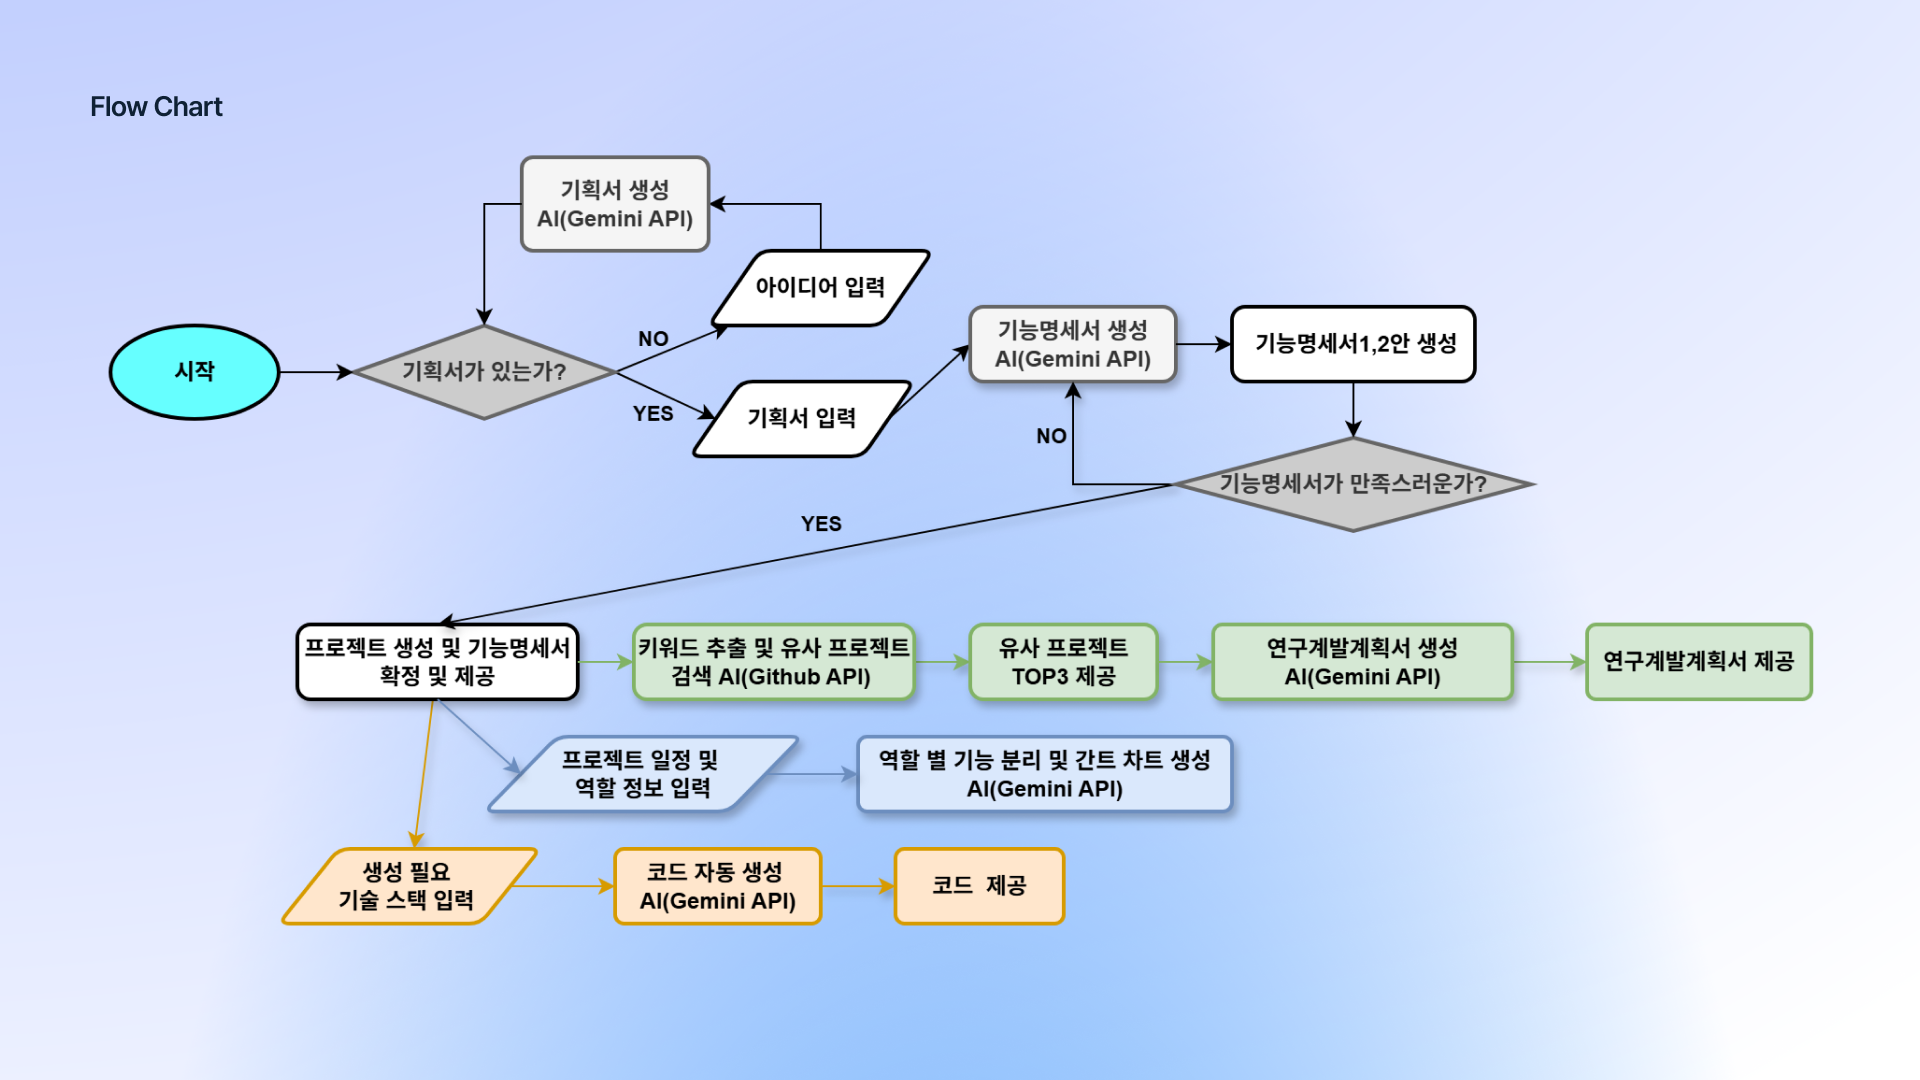 Flow Chart
기획서 생성
AI(Gemini API)
아이디어 입력
시작
기획서가 있는가?
NO
YES
기획서 입력
기능명세서 생성
AI(Gemini API)
기능명세서1,2안 생성
NO
기능명세서가 만족스러운가?
YES
프로젝트 생성 및 기능명세서
확정 및 제공
키워드 추출 및 유사 프로젝트
검색 AI(Github API)
유사 프로젝트
TOP3 제공
연구계발계획서 생성
AI(Gemini API)
연구계발계획서 제공
프로젝트 일정 및
역할 정보 입력
역할 별 기능 분리 및 간트 차트 생성
AI(Gemini API)
생성 필요
기술 스택 입력
코드 자동 생성
AI(Gemini API)
코드 제공